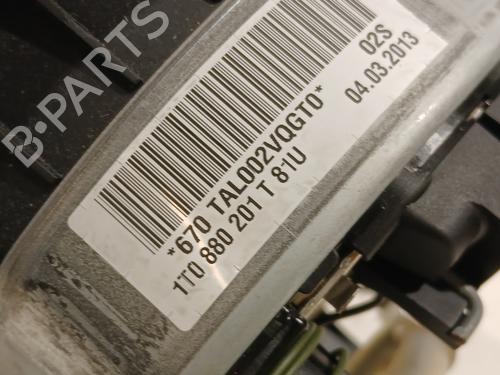 B-PARTS
02S
04.03.2013
*670 TAL002VQGT0*
1T0 880 201 T 81U